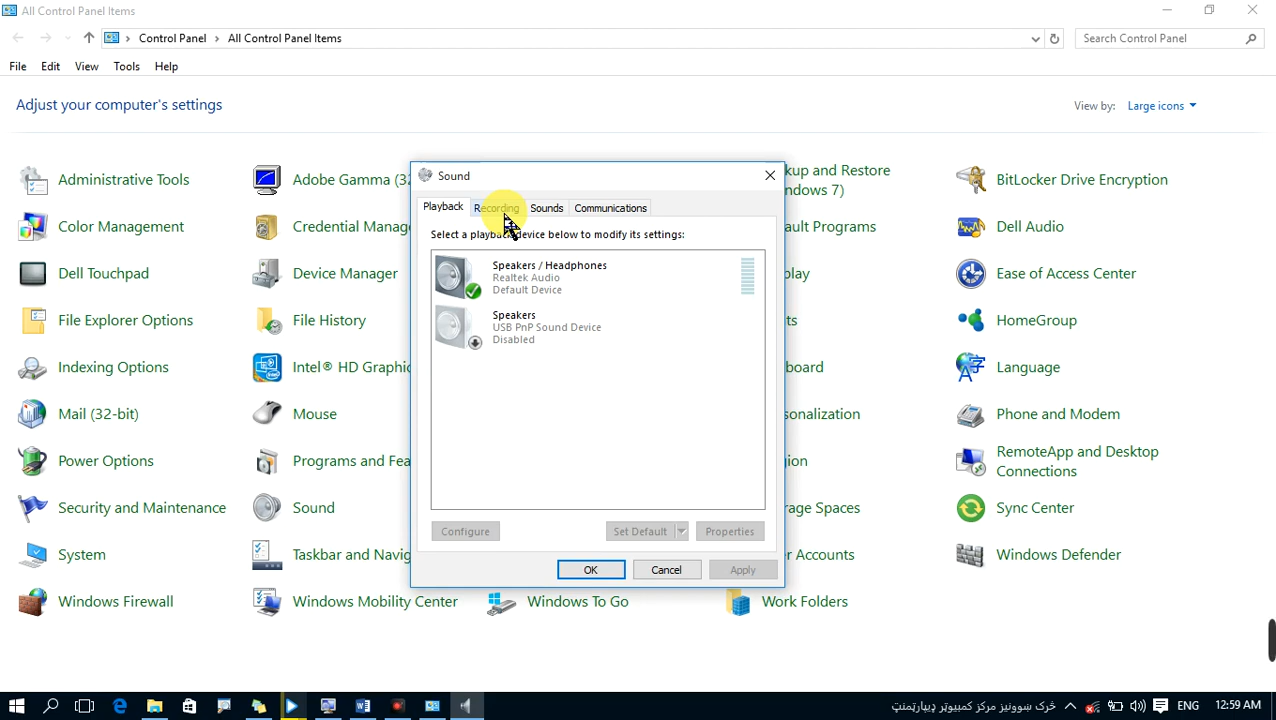 All Control Panel Items
Control Panel > All Control Panel Items
Search Control Panel
File Edit View Tools Help
Adjust your computer's settings
View by: Large icons
Administrative Tools
Adobe Gamma (32
kup and Restore
ndows 7)
BitLocker Drive Encryption
Color Management
Credential Mana
ault Programs
Dell Audio
Dell Touchpad
Device Manager
play
Ease of Access Center
File Explorer Options
File History
ts
HomeGroup
Indexing Options
Intel® HD Graphi
board
Language
Mail (32-bit)
Mouse
sonalization
Phone and Modem
Power Options
Programs and Fea
ion
RemoteApp and Desktop
Connections
Security and Maintenance
Sound
rage Spaces
Sync Center
System
Taskbar and Navig
r Accounts
Windows Defender
Windows Firewall
Windows Mobility Center
Windows To Go
Work Folders
Sound
Playback Recording Sounds Communications
Select a playback device below to modify its settings:
Speakers / Headphones
Realtek Audio
Default Device
Speakers
USB PnP Sound Device
Disabled
Configure Set Default Properties
OK Cancel Apply
خرک ښوونیز مرکز کمپیوټر ډیپارټمنټ
ENG 12:59 AM